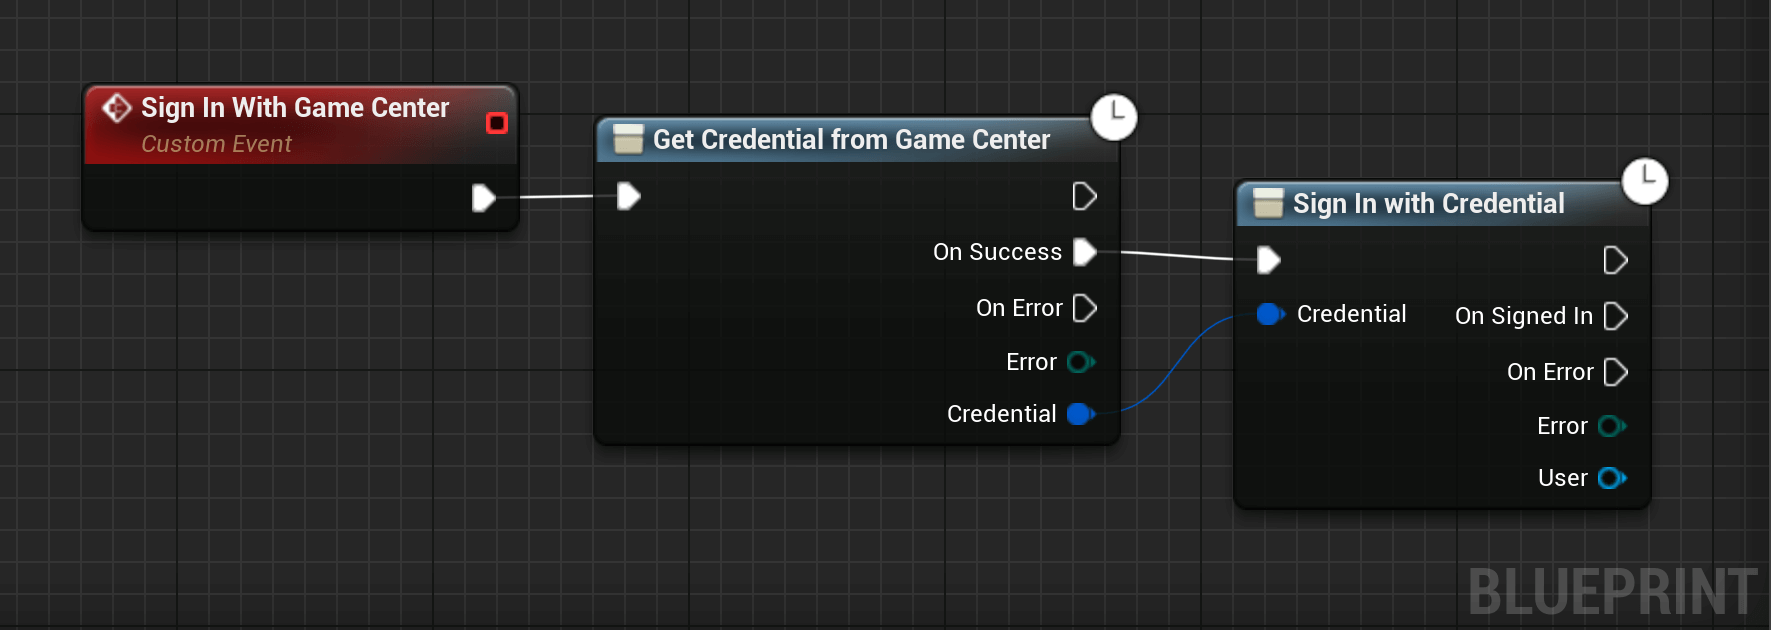 Sign In With Game Center
Custom Event
Get Credential from Game Center
On Success
On Error
Error
Credential
Sign In with Credential
Credential
On Signed In
On Error
Error
User
BLUEPRINT